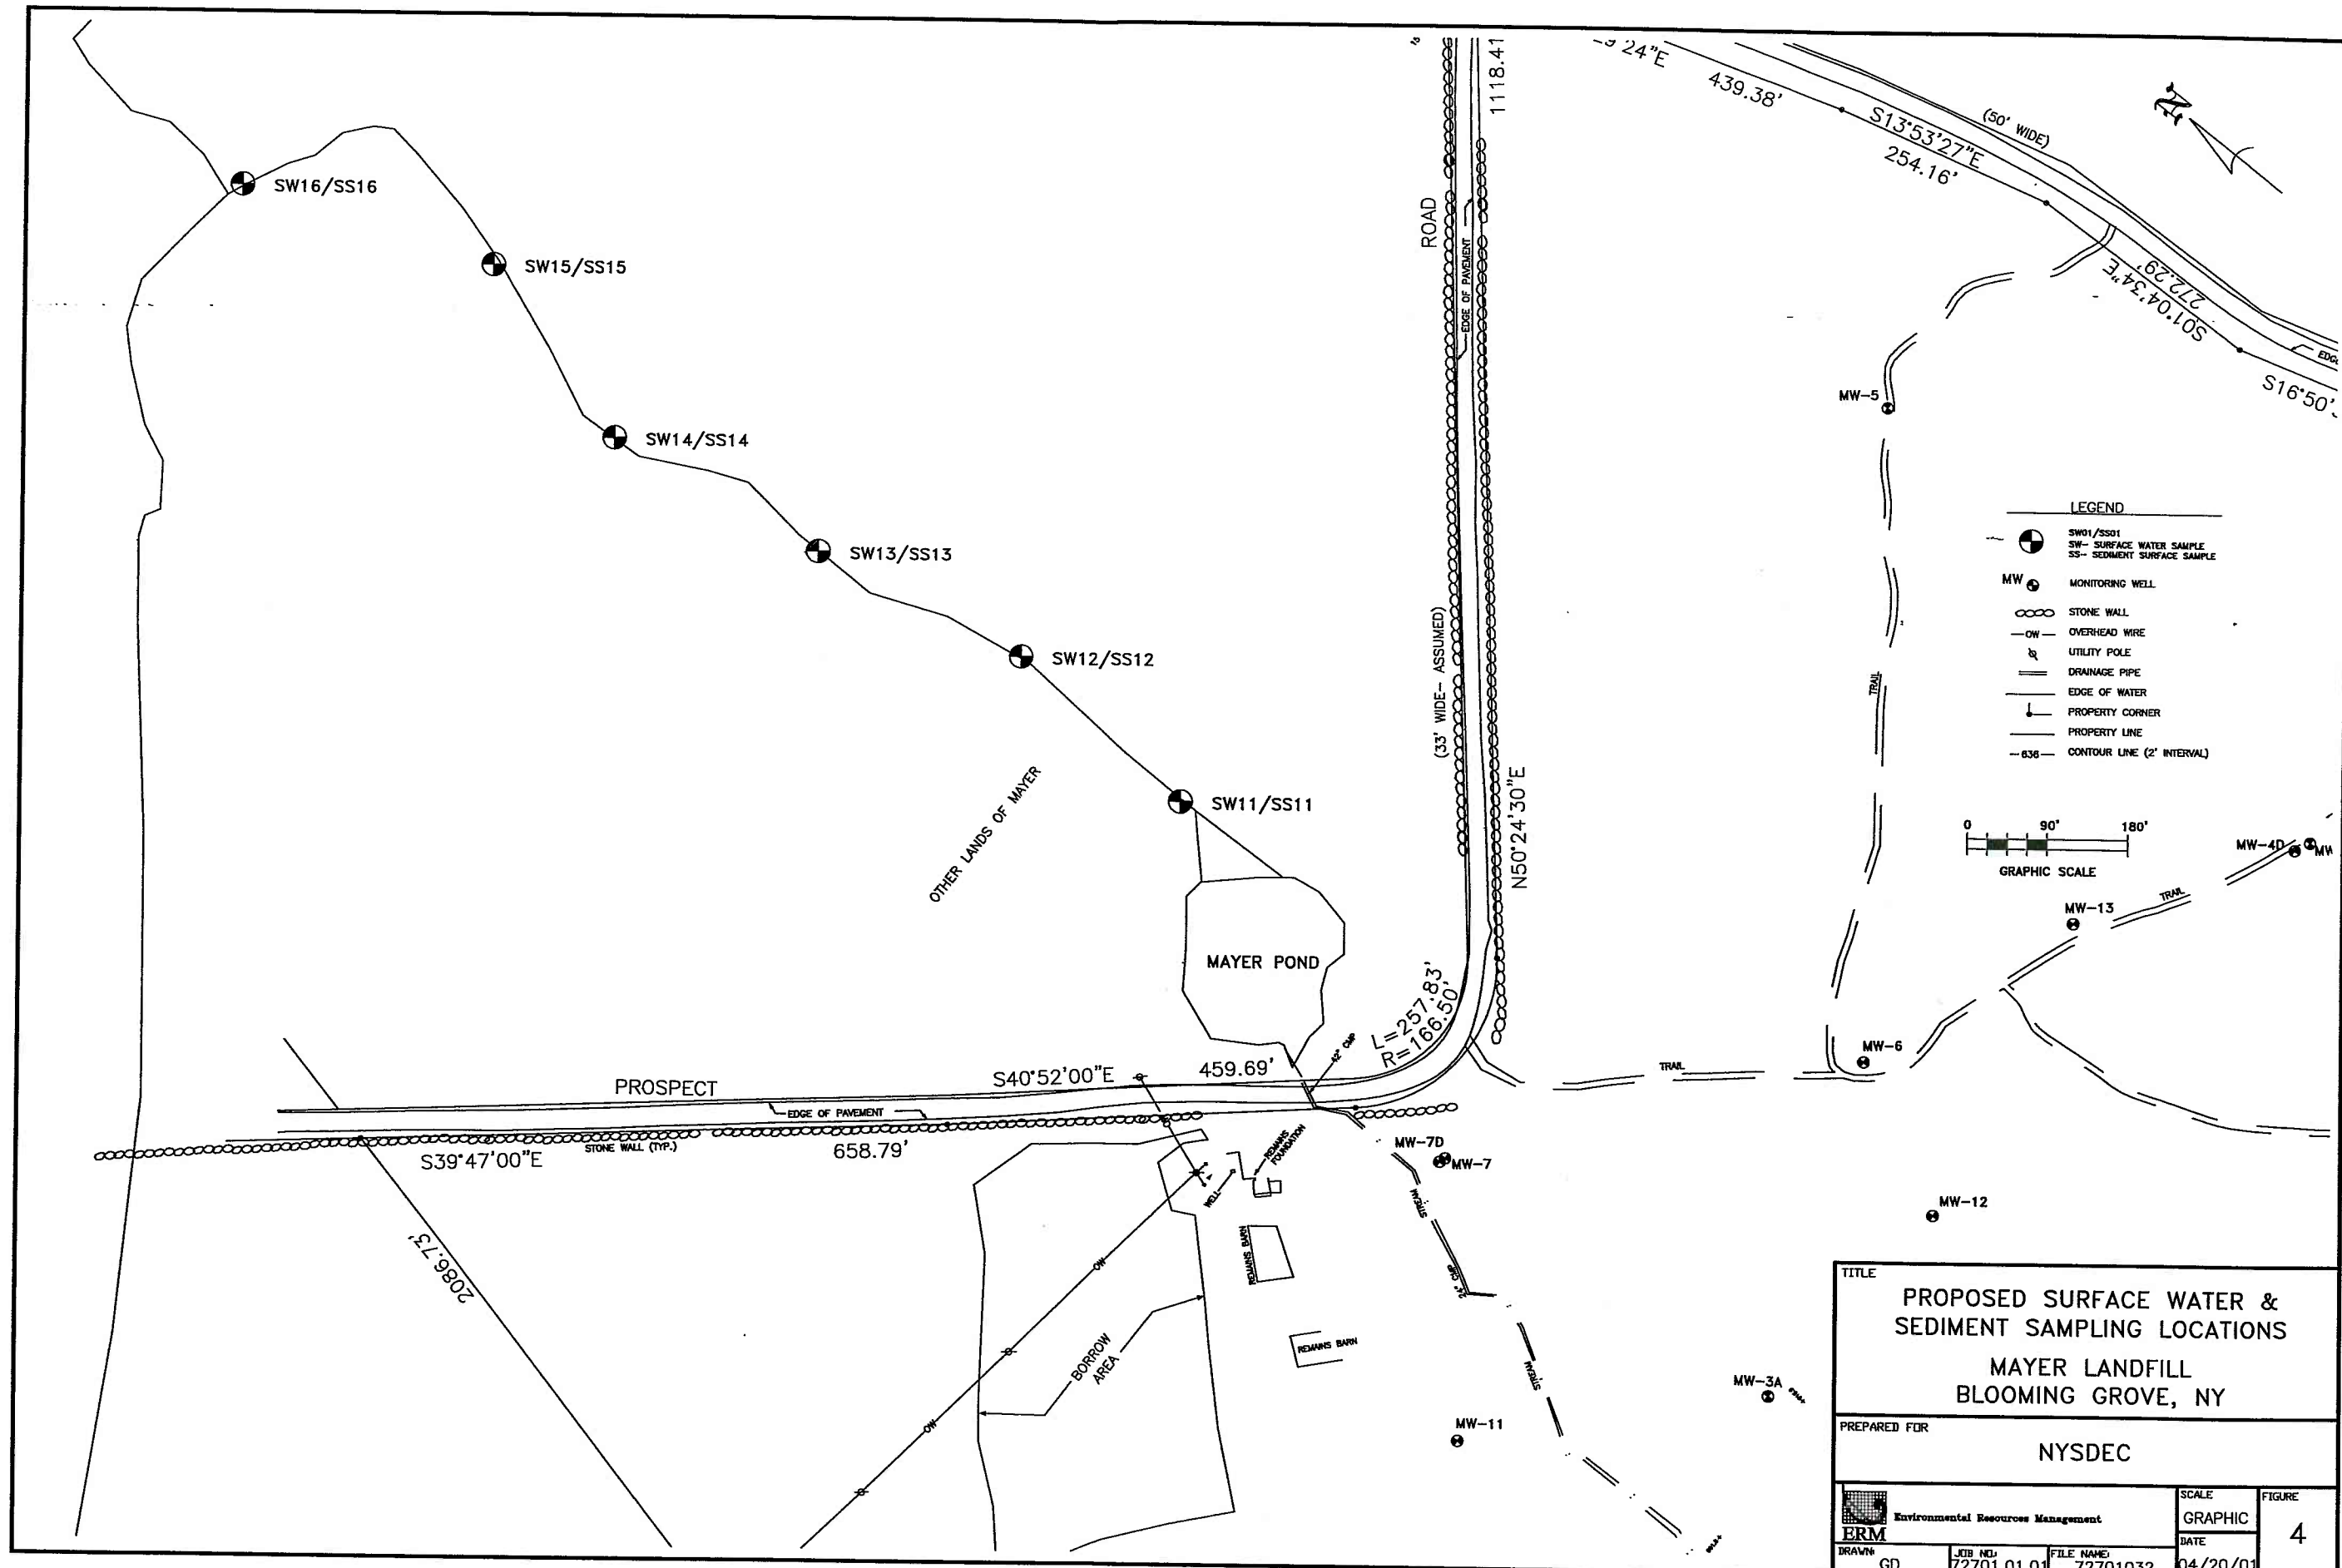 1118.41
24"E
439.38'
S13°53'27"E
254.16'
(50' WIDE)
N
S01°04'34"E
272.29'
S16°50'
SW16/SS16
SW15/SS15
SW14/SS14
SW13/SS13
SW12/SS12
SW11/SS11
ROAD
EDGE OF PAVEMENT
(33' WIDE- ASSUMED)
N50°24'30"E
OTHER LANDS OF MAYER
MAYER POND
L=257.83'
R=166.50'
42" CMP
MW-5
TRAIL
LEGEND
SW01/SS01
SW- SURFACE WATER SAMPLE
SS- SEDIMENT SURFACE SAMPLE
MW MONITORING WELL
STONE WALL
OW OVERHEAD WIRE
UTILITY POLE
DRAINAGE PIPE
EDGE OF WATER
PROPERTY CORNER
PROPERTY LINE
636 CONTOUR LINE (2' INTERVAL)
0 90' 180'
GRAPHIC SCALE
MW-4D
MW
TRAIL
MW-13
MW-6
TRAIL
PROSPECT
S40°52'00"E
459.69'
EDGE OF PAVEMENT
STONE WALL (TYP.)
S39°47'00"E
658.79'
2086.73'
REMAINS
FOUNDATION
WELL
REMAINS BARN
MW-7D
MW-7
STREAM
24" CMP
REMAINS BARN
STREAM
OW
OW
BORROW
AREA
MW-12
MW-3A
MW-11
TITLE
PROPOSED SURFACE WATER &
SEDIMENT SAMPLING LOCATIONS
MAYER LANDFILL
BLOOMING GROVE, NY
PREPARED FOR
NYSDEC
ERM
Environmental Resources Management
SCALE
GRAPHIC
FIGURE
4
DRAWN:
GD
JOB NO.:
72701.01.01
FILE NAME:
72701032
DATE
04/20/01